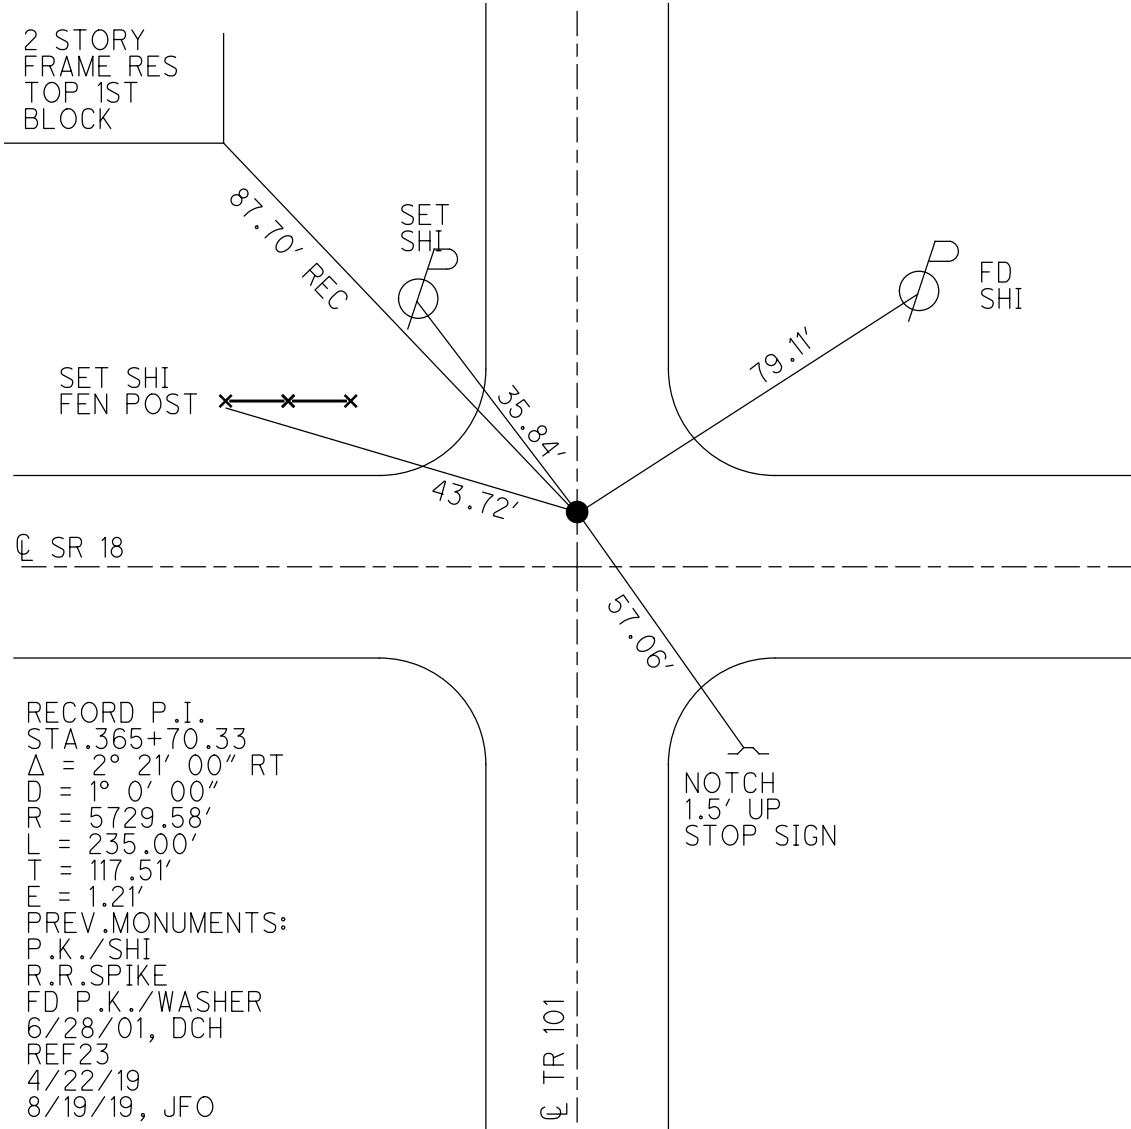 2 STORY
FRAME RES
TOP 1ST
BLOCK
87.70' REC
SET
SHI
FD
SHI
79.11'
SET SHI
FEN POST
35.84'
43.72'
℄ SR 18
57.06'
NOTCH
1.5' UP
STOP SIGN
RECORD P.I.
STA.365+70.33
Δ = 2° 21' 00" RT
D = 1° 0' 00"
R = 5729.58'
L = 235.00'
T = 117.51'
E = 1.21'
PREV.MONUMENTS:
P.K./SHI
R.R.SPIKE
FD P.K./WASHER
6/28/01, DCH
REF23
4/22/19
8/19/19, JFO
℄ TR 101